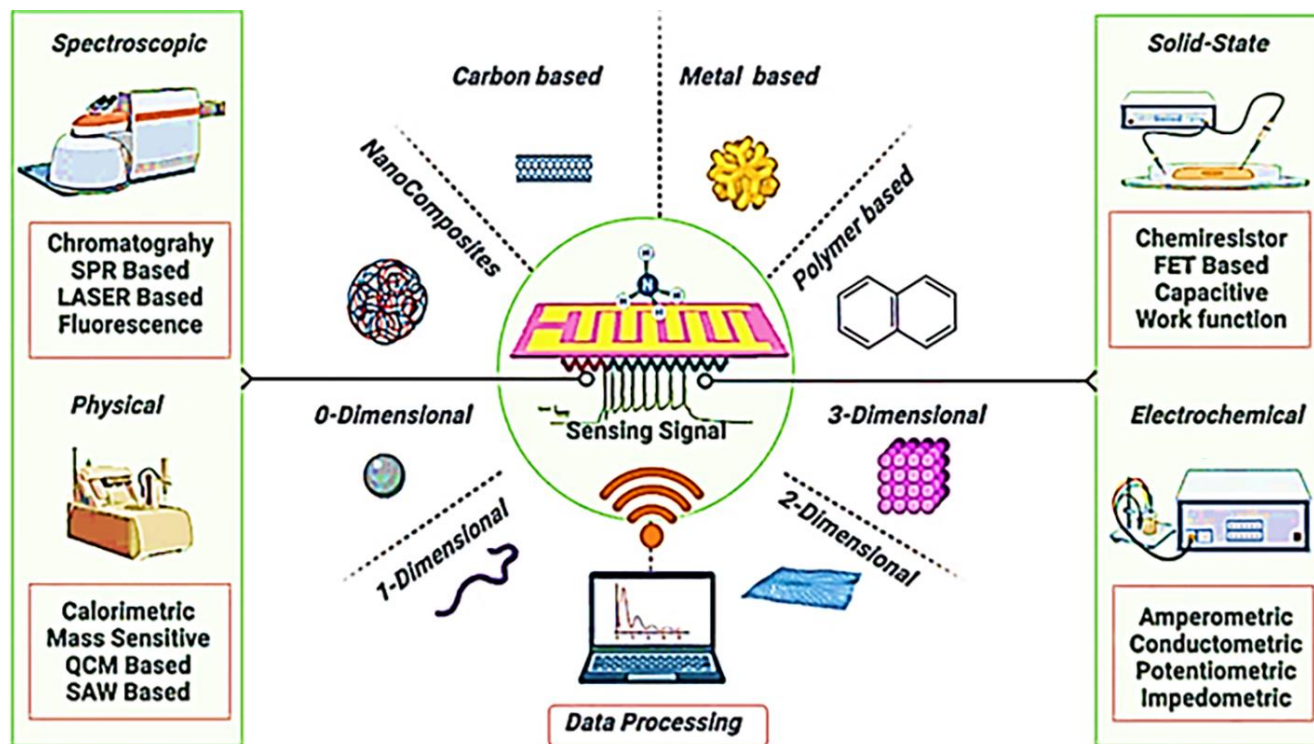 Spectroscopic
Chromatograhy
SPR Based
LASER Based
Fluorescence
Physical
Calorimetric
Mass Sensitive
QCM Based
SAW Based
Carbon based
Metal based
NanoComposites
Polymer based
N
H
H
H
H
Sensing Signal
0-Dimensional
1-Dimensional
2-Dimensional
3-Dimensional
Data Processing
Solid-State
Chemiresistor
FET Based
Capacitive
Work function
Electrochemical
Amperometric
Conductometric
Potentiometric
Impedometric